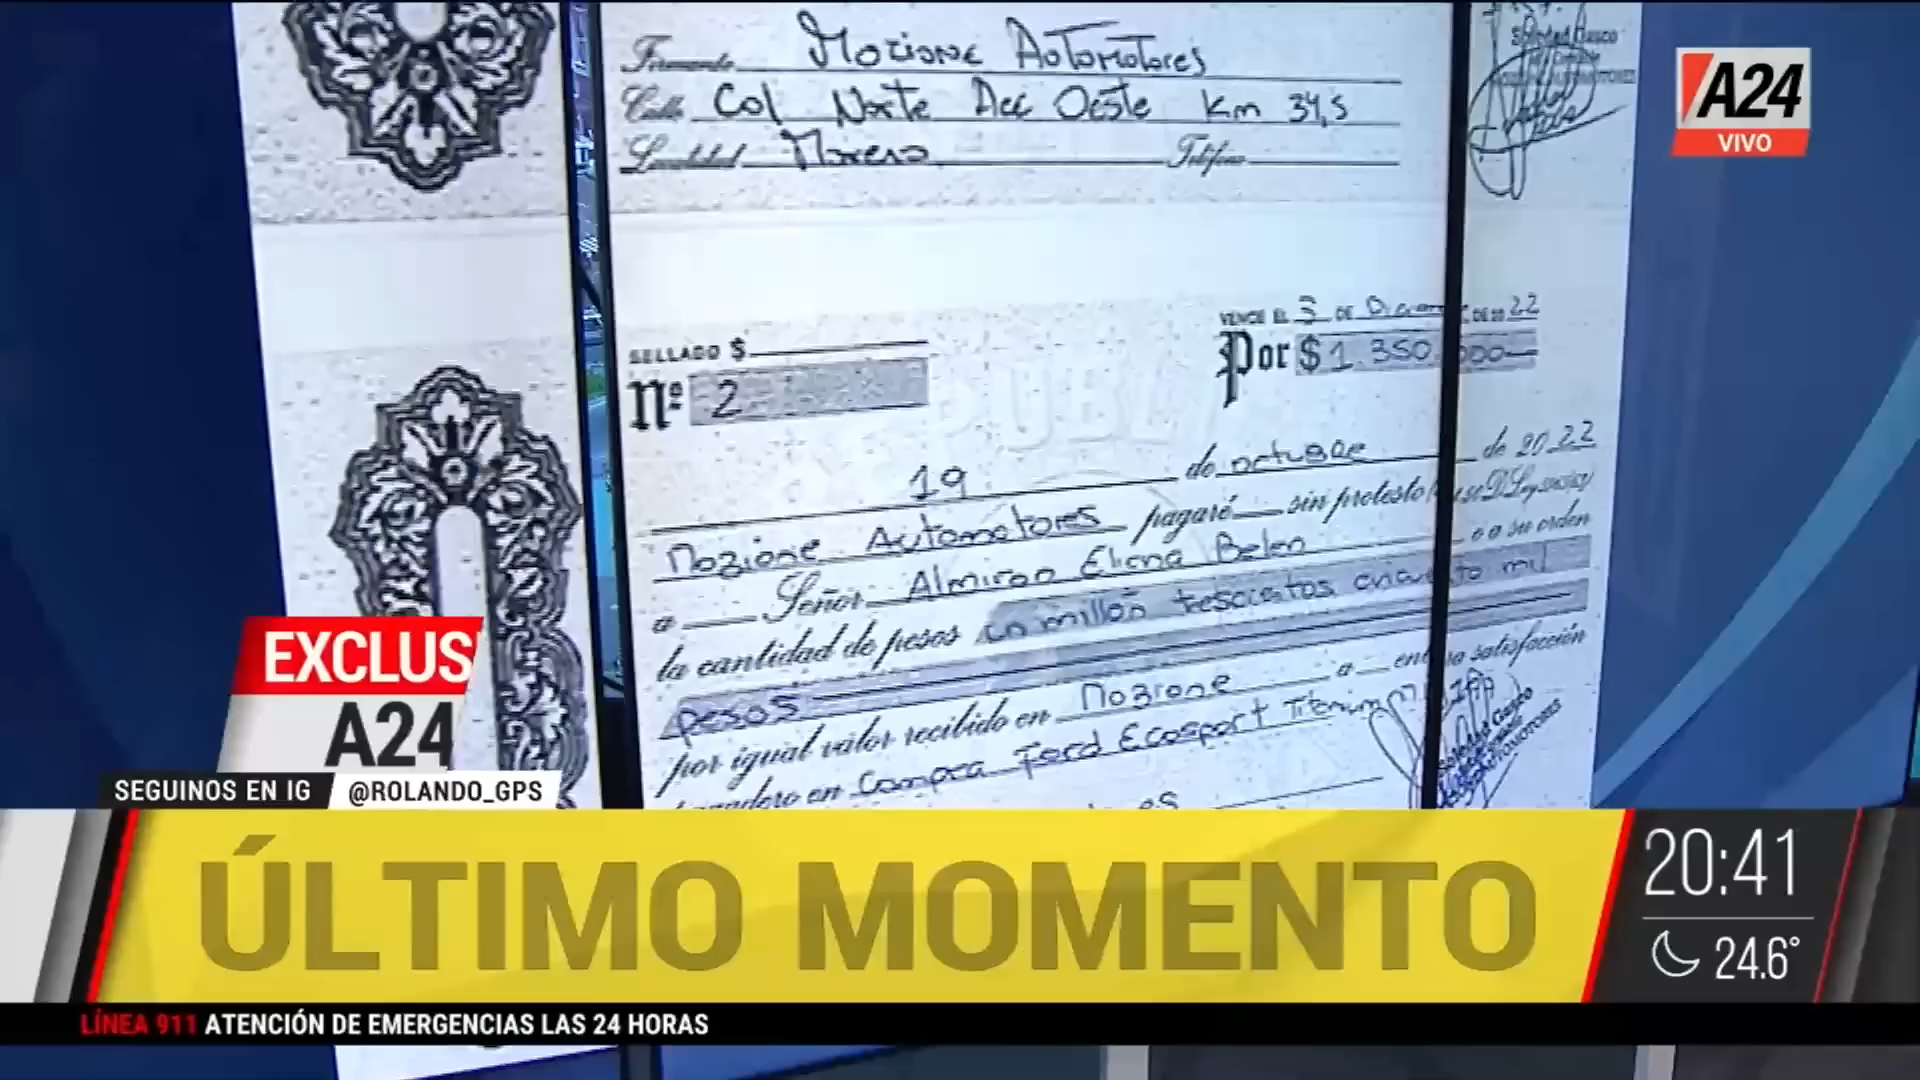 Firmante Mozione Automotores
Calle Col Norte Acc Oeste Km 34,5
Localidad Moreno Teléfono
A24
VIVO
VENCE EL 3 DE DE 20 22
SELLADO $
Por $ 1.350.000
Nº 2
19 de octubre de 2022
Mozione Automotores pagaré sin protesto
a Señor Almiron Eliana Belen o a su orden
la cantidad de pesos un millon trescientos cincuenta mil
pesos
por igual valor recibido en Mozione a satisfacción
en Compra Ford Ecosport Titanium
EXCLUS
A24
SEGUINOS EN IG @ROLANDO_GPS
ÚLTIMO MOMENTO
20:41
24.6°
LÍNEA 911 ATENCIÓN DE EMERGENCIAS LAS 24 HORAS